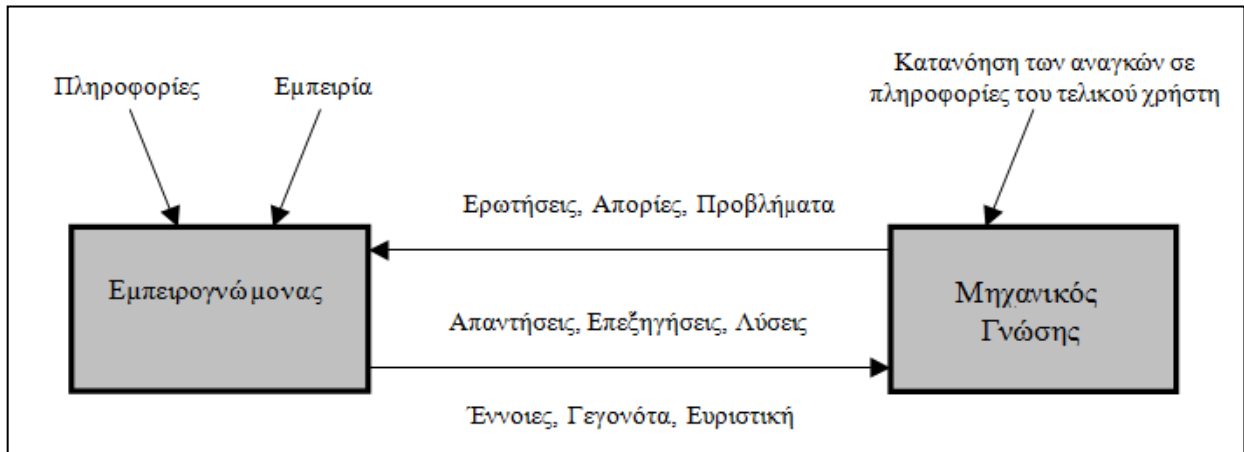 Πληροφορίες
Εμπειρία
Κατανόηση των αναγκών σε
πληροφορίες του τελικού χρήστη
Ερωτήσεις, Απορίες, Προβλήματα
Εμπειρογνώμονας
Μηχανικός
Γνώσης
Απαντήσεις, Επεξηγήσεις, Λύσεις
Έννοιες, Γεγονότα, Ευριστική